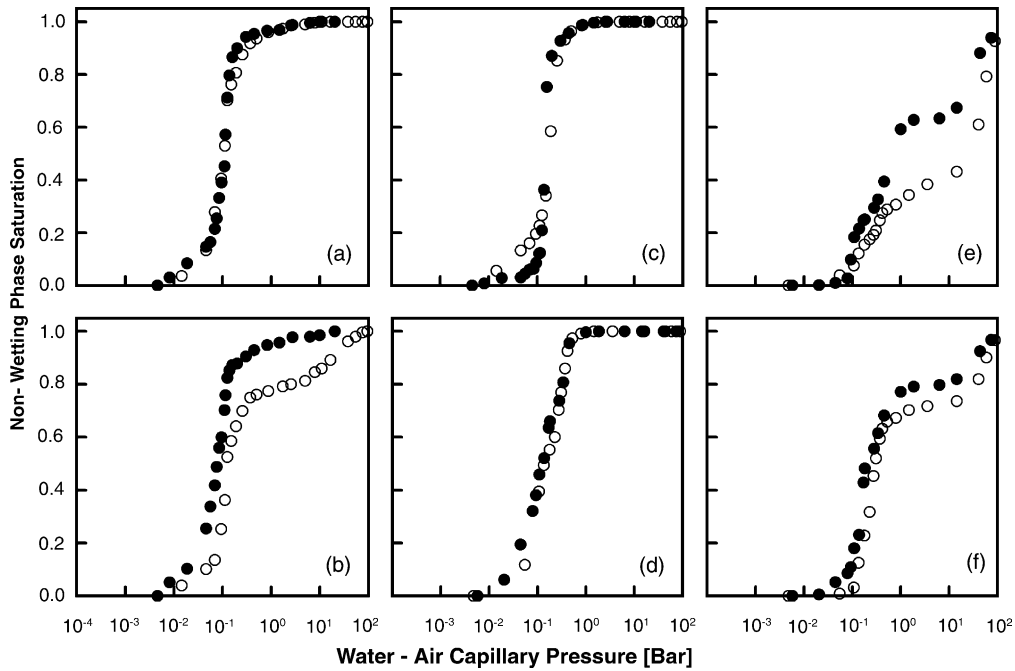 Non- Wetting Phase Saturation
1.0
0.8
0.6
0.4
0.2
0.0
(a)
(c)
(e)
1.0
0.8
0.6
0.4
0.2
0.0
(b)
(d)
(f)
10-4 10-3 10-2 10-1 100 101 102
10-3 10-2 10-1 100 101 102
10-3 10-2 10-1 100 101 102
Water - Air Capillary Pressure [Bar]